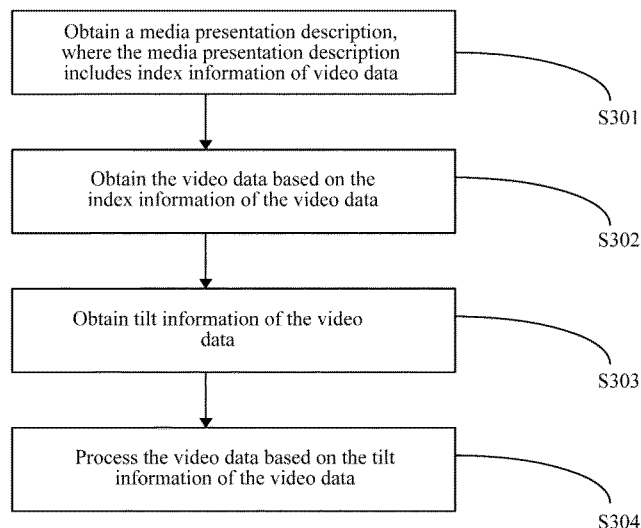 Obtain a media presentation description,
where the media presentation description
includes index information of video data
S301
Obtain the video data based on the
index information of the video data
S302
Obtain tilt information of the video
data
S303
Process the video data based on the tilt
information of the video data
S304